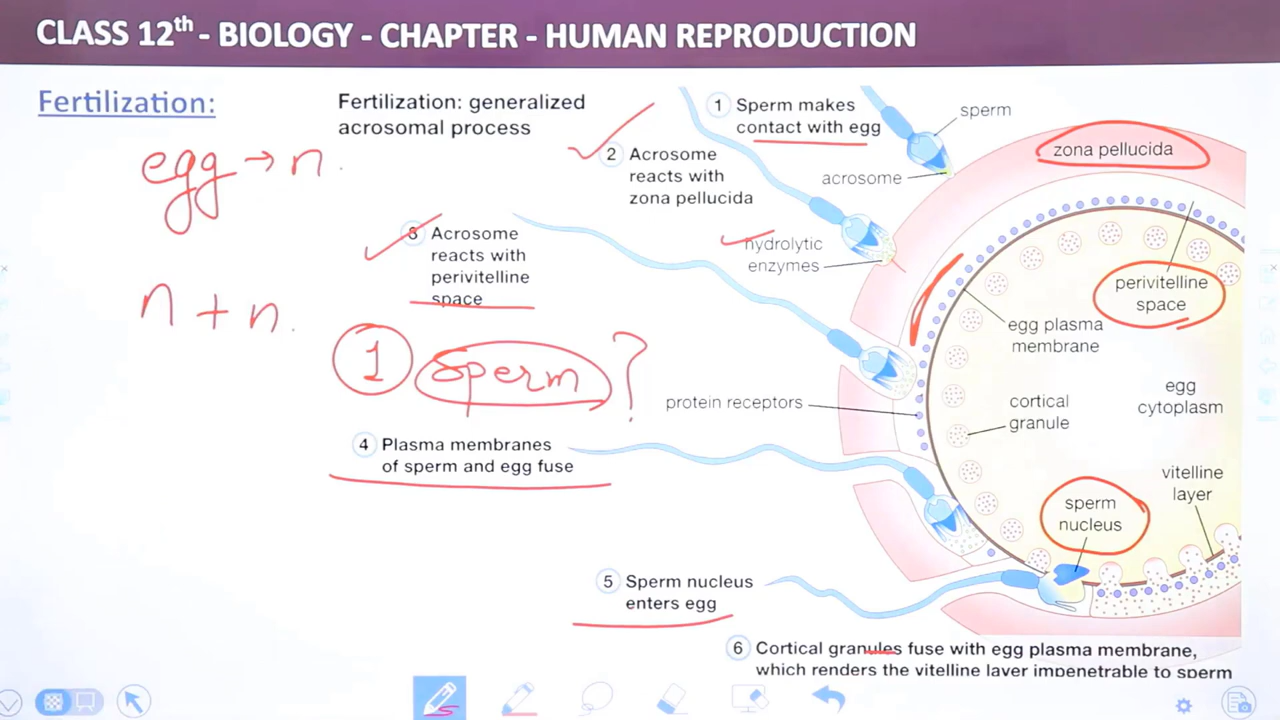 CLASS 12th - BIOLOGY - CHAPTER - HUMAN REPRODUCTION
Fertilization:
egg → n
n + n
Fertilization: generalized
acrosomal process
1 Sperm makes
contact with egg
2 Acrosome
reacts with
zona pellucida
3 Acrosome
reacts with
perivitelline
space
1 Sperm ?
4 Plasma membranes
of sperm and egg fuse
5 Sperm nucleus
enters egg
6 Cortical granules fuse with egg plasma membrane,
which renders the vitelline layer impenetrable to sperm
sperm
acrosome
zona pellucida
hydrolytic
enzymes
perivitelline
space
egg plasma
membrane
protein receptors
cortical
granule
egg
cytoplasm
vitelline
layer
sperm
nucleus